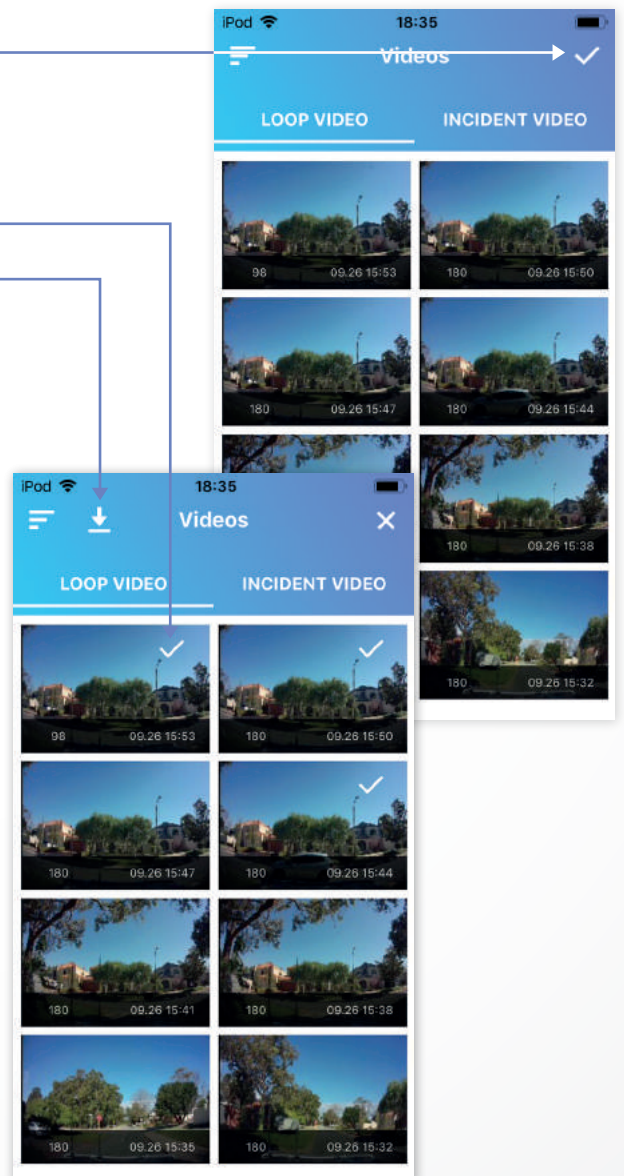 iPod 18:35
Videos
LOOP VIDEO INCIDENT VIDEO
98 09.26 15:53 180 09.26 15:50
180 09.26 15:47 180 09.26 15:44
180 09.26 15:38
180 09.26 15:32
iPod 18:35
Videos
LOOP VIDEO INCIDENT VIDEO
98 09.26 15:53 180 09.26 15:50
180 09.26 15:47 180 09.26 15:44
180 09.26 15:41 180 09.26 15:38
180 09.26 15:35 180 09.26 15:32